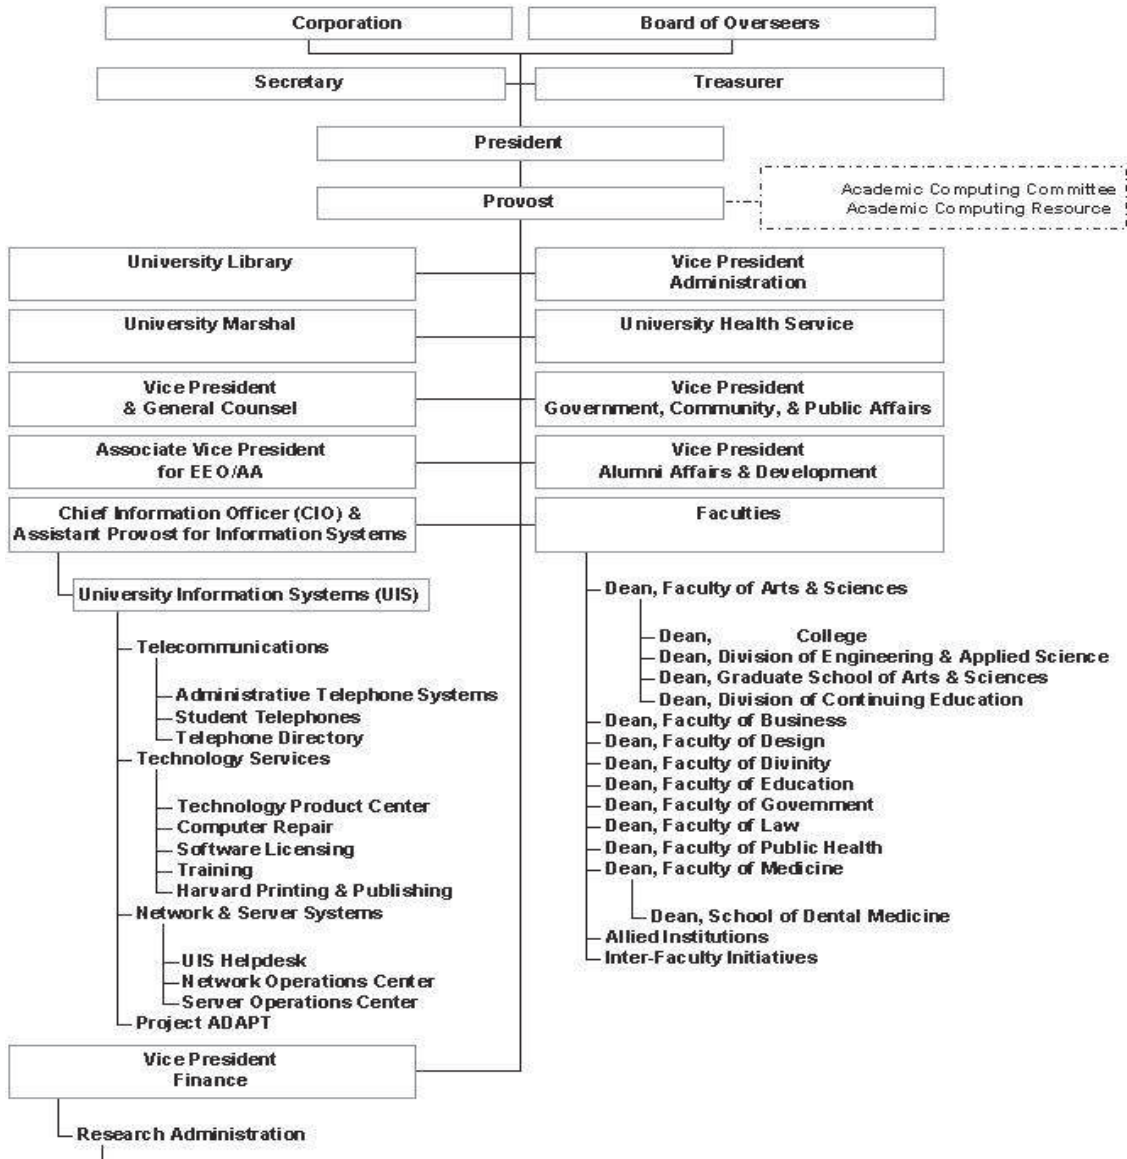 Corporation
Board of Overseers
Secretary
Treasurer
President
Provost
Academic Computing Committee
Academic Computing Resource
University Library
Vice President
Administration
University Marshal
University Health Service
Vice President
& General Counsel
Vice President
Government, Community, & Public Affairs
Associate Vice President
for EEO/AA
Vice President
Alumni Affairs & Development
Chief Information Officer (CIO) &
Assistant Provost for Information Systems
Faculties
University Information Systems (UIS)
Telecommunications
Administrative Telephone Systems
Student Telephones
Telephone Directory
Technology Services
Technology Product Center
Computer Repair
Software Licensing
Training
Harvard Printing & Publishing
Network & Server Systems
UIS Helpdesk
Network Operations Center
Server Operations Center
Project ADAPT
Dean, Faculty of Arts & Sciences
Dean, College
Dean, Division of Engineering & Applied Science
Dean, Graduate School of Arts & Sciences
Dean, Division of Continuing Education
Dean, Faculty of Business
Dean, Faculty of Design
Dean, Faculty of Divinity
Dean, Faculty of Education
Dean, Faculty of Government
Dean, Faculty of Law
Dean, Faculty of Public Health
Dean, Faculty of Medicine
Dean, School of Dental Medicine
Allied Institutions
Inter-Faculty Initiatives
Vice President
Finance
Research Administration